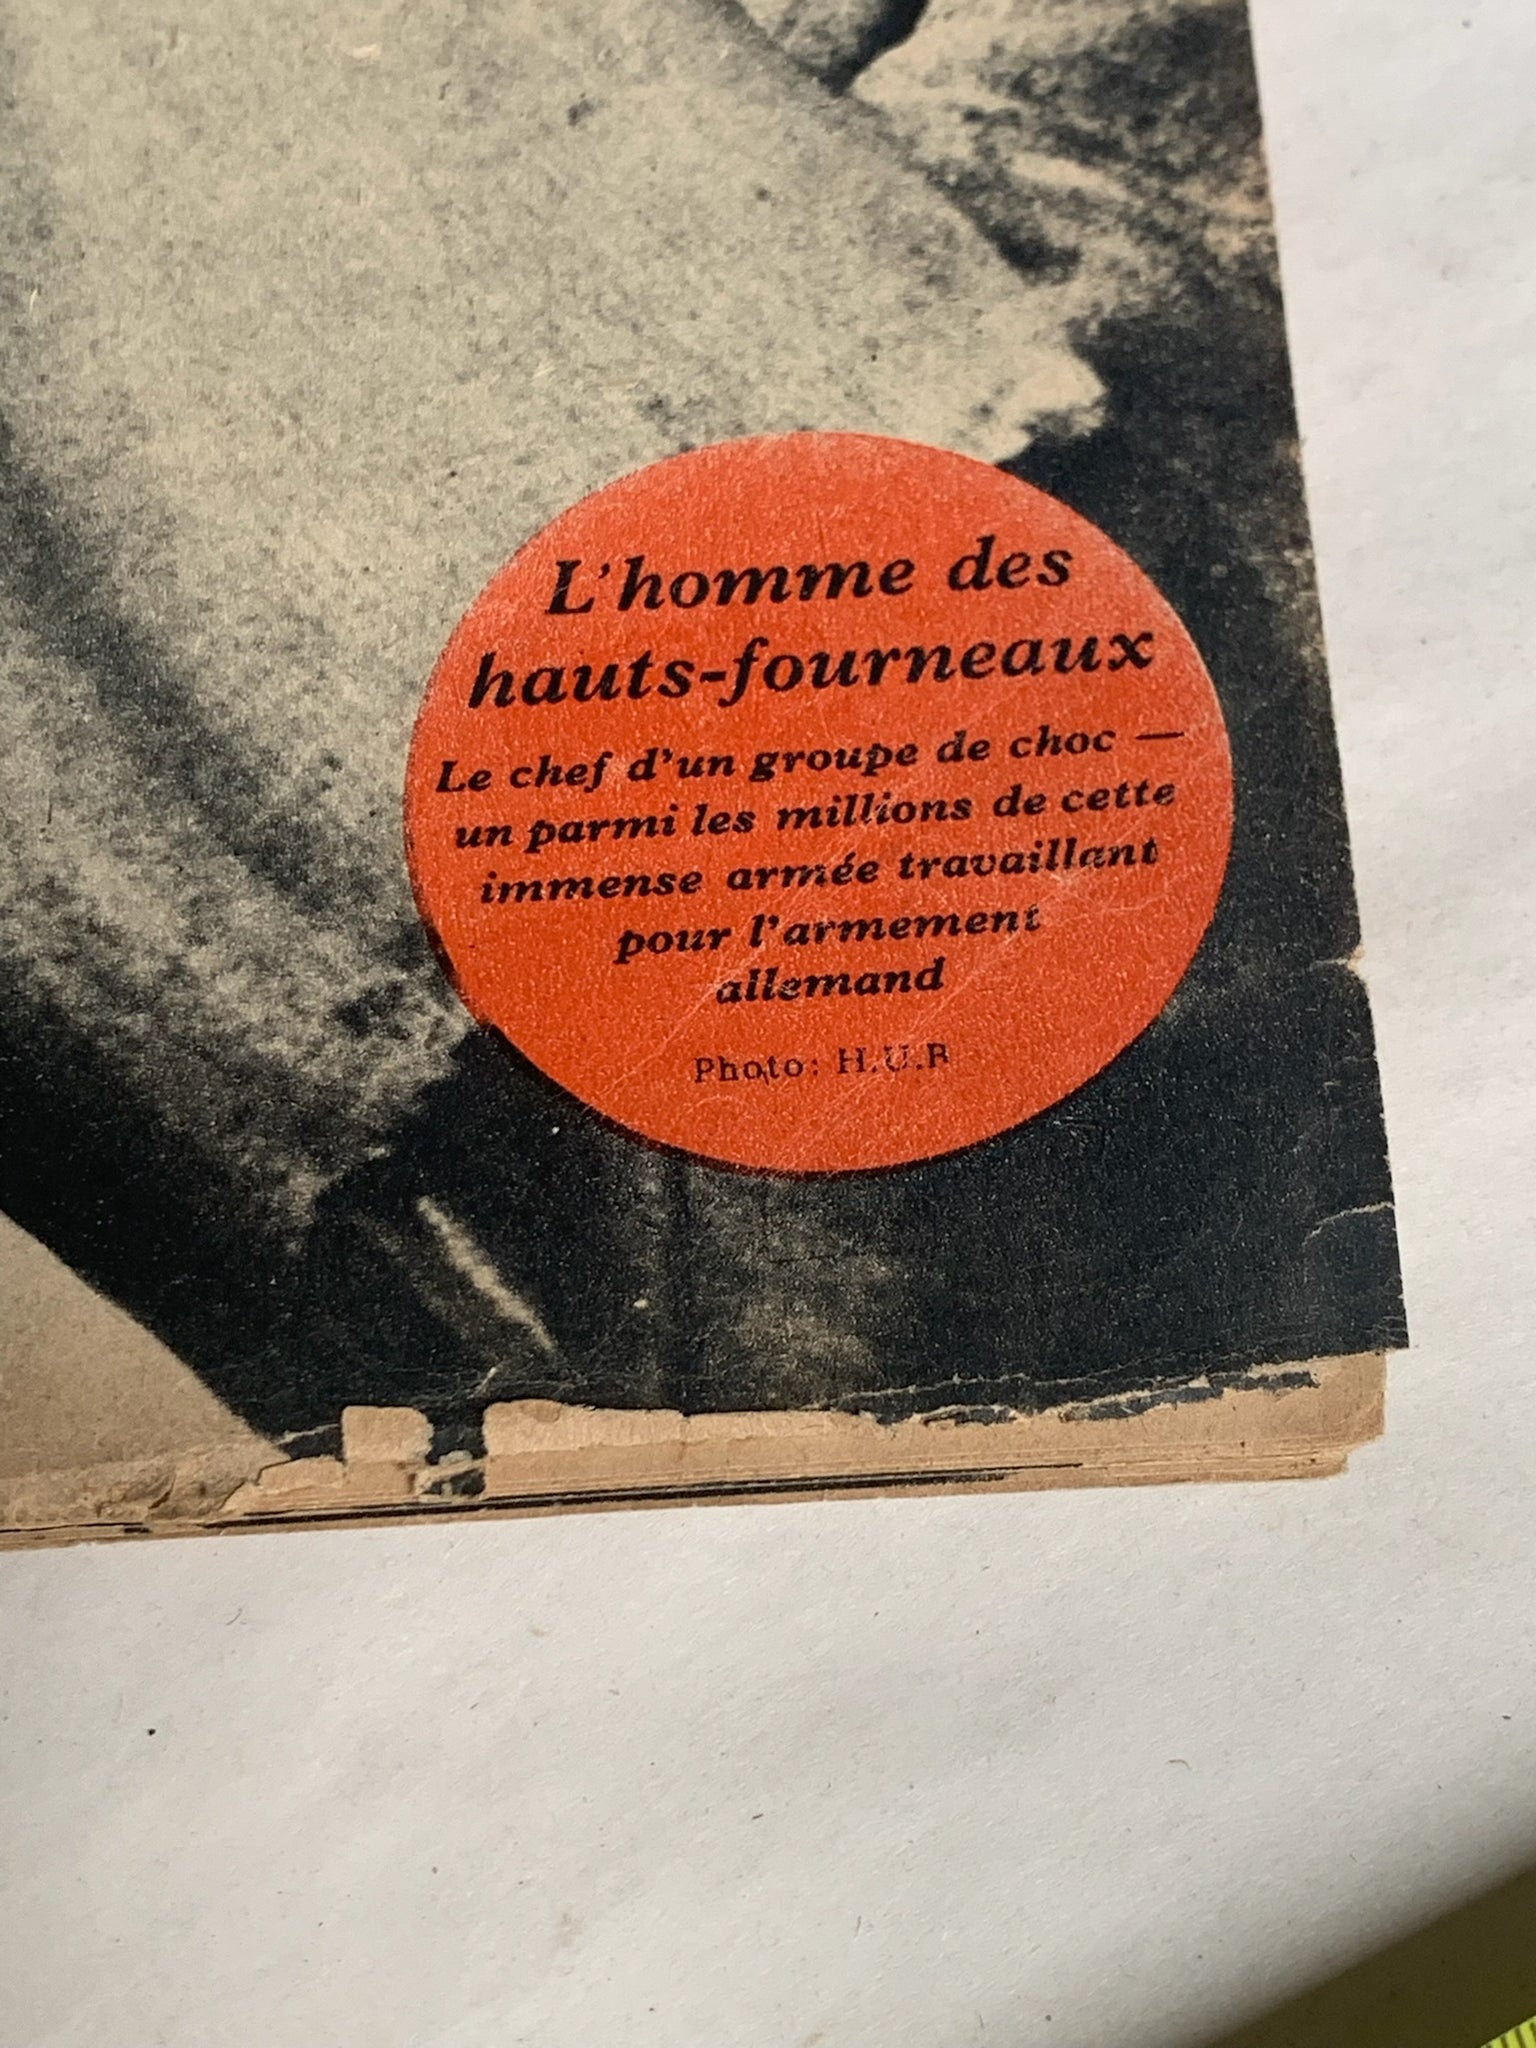 L'homme des
hauts-fourneaux
Le chef d'un groupe de choc —
un parmi les millions de cette
immense armée travaillant
pour l'armement
allemand
Photo: H.U.R